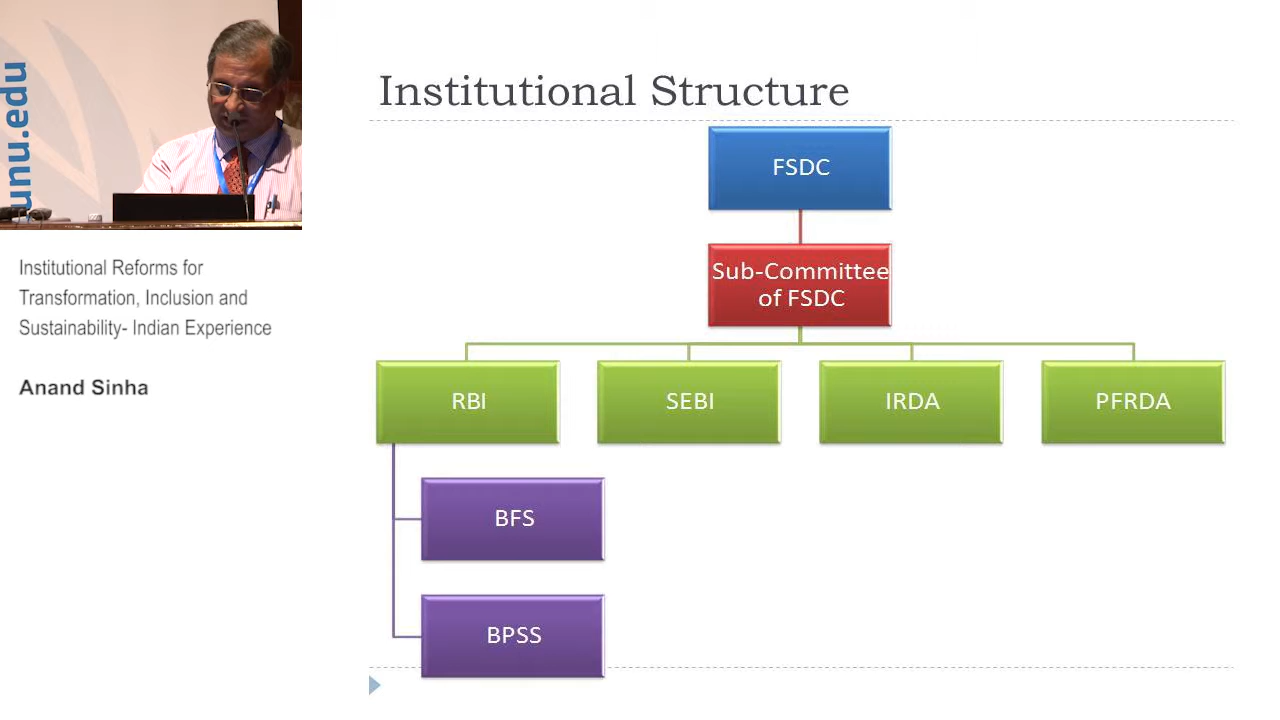 unu.edu
Institutional Reforms for
Transformation, Inclusion and
Sustainability- Indian Experience
Anand Sinha
Institutional Structure
FSDC
Sub-Committee
of FSDC
RBI
SEBI
IRDA
PFRDA
BFS
BPSS